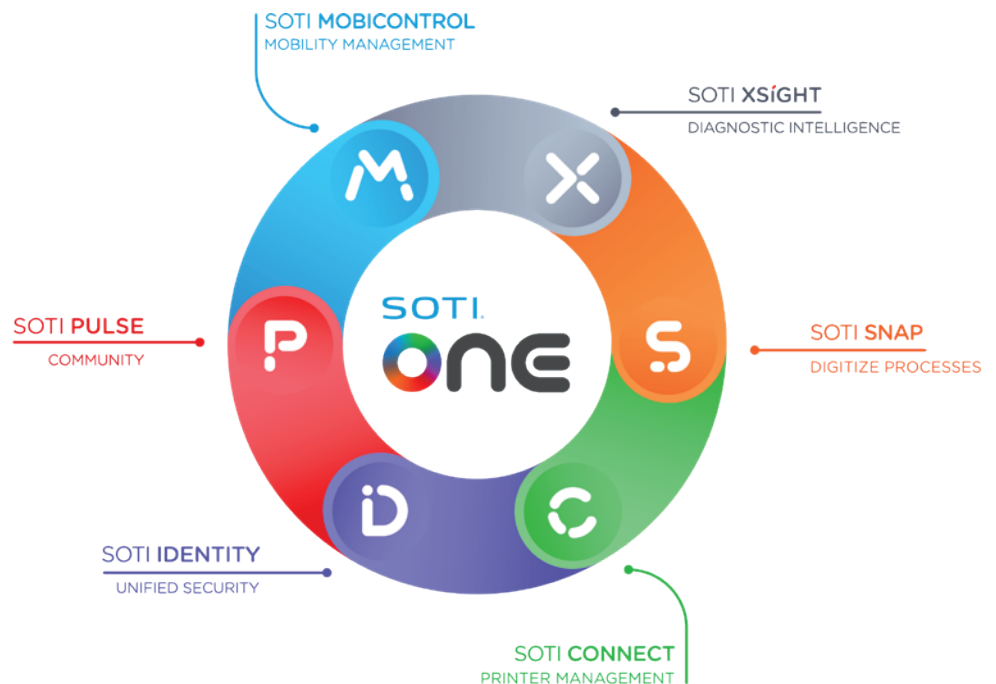 SOTI MOBICONTROL
MOBILITY MANAGEMENT
SOTI XSiGHT
DIAGNOSTIC INTELLIGENCE
M
X
SOTI PULSE
COMMUNITY
P
SOTI.
ONE
S
SOTI SNAP
DIGITIZE PROCESSES
iD
C
SOTI IDENTITY
UNIFIED SECURITY
SOTI CONNECT
PRINTER MANAGEMENT